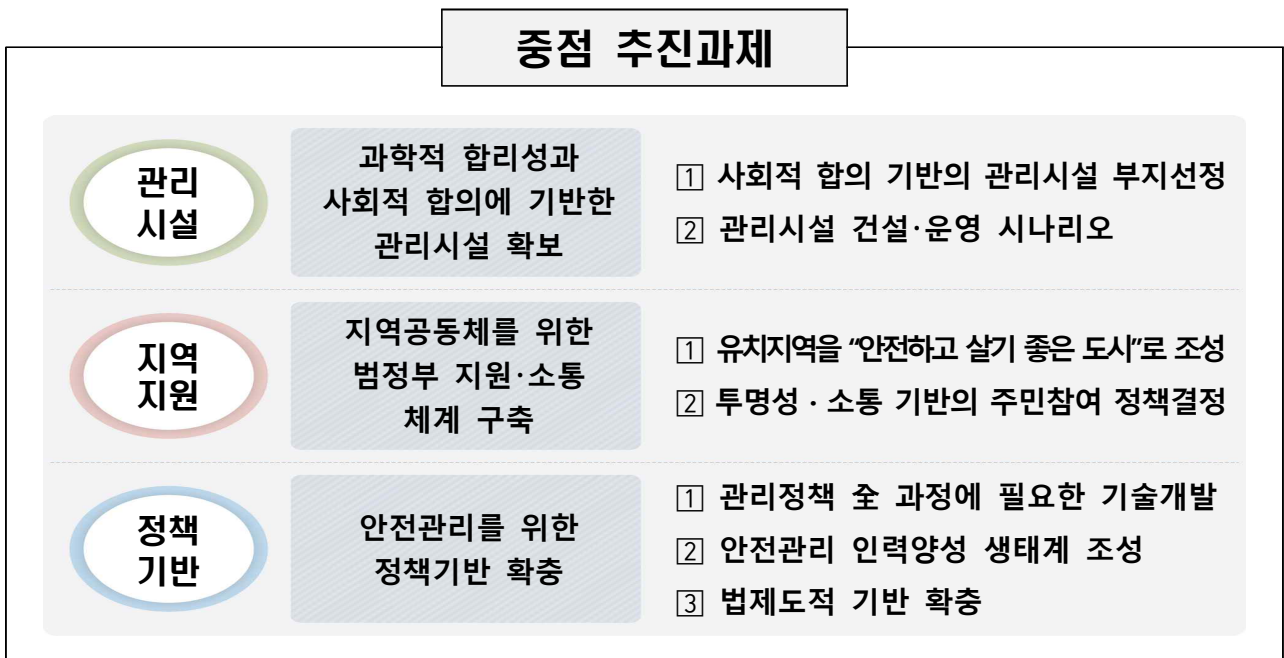 중점 추진과제
관리
시설
과학적 합리성과
사회적 합의에 기반한
관리시설 확보
1 사회적 합의 기반의 관리시설 부지선정
2 관리시설 건설·운영 시나리오
지역
지원
지역공동체를 위한
범정부 지원·소통
체계 구축
1 유치지역을 “안전하고 살기 좋은 도시”로 조성
2 투명성 · 소통 기반의 주민참여 정책결정
정책
기반
안전관리를 위한
정책기반 확충
1 관리정책 全 과정에 필요한 기술개발
2 안전관리 인력양성 생태계 조성
3 법제도적 기반 확충